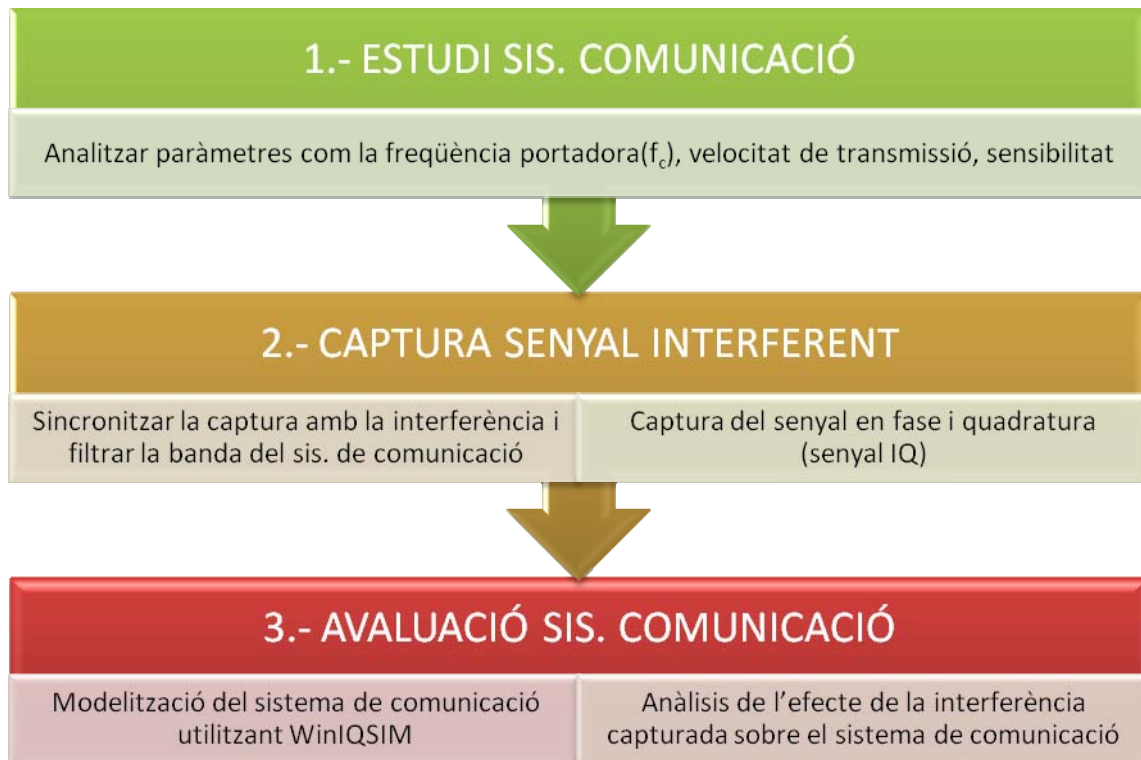 1.- ESTUDI SIS. COMUNICACIÓ
Analitzar paràmetres com la freqüència portadora(fc), velocitat de transmissió, sensibilitat
2.- CAPTURA SENYAL INTERFERENT
Sincronitzar la captura amb la interferència i
filtrar la banda del sis. de comunicació
Captura del senyal en fase i quadratura
(senyal IQ)
3.- AVALUACIÓ SIS. COMUNICACIÓ
Modelització del sistema de comunicació
utilitzant WinIQSIM
Anàlisis de l'efecte de la interferència
capturada sobre el sistema de comunicació